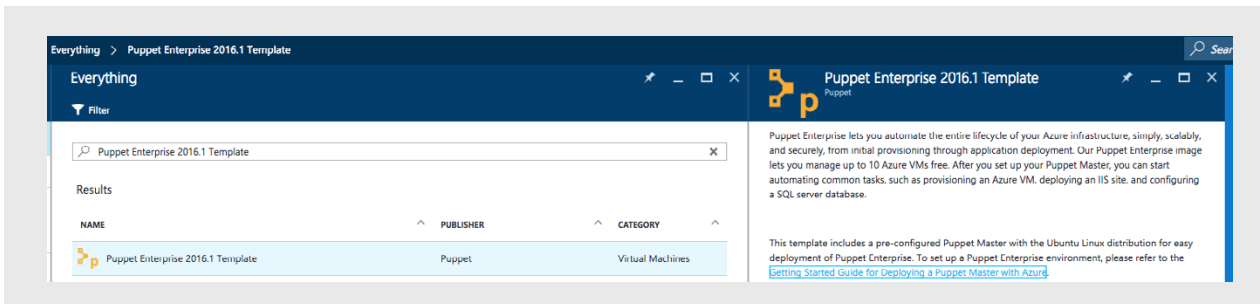 Everything > Puppet Enterprise 2016.1 Template
Sear
Everything
Filter
Puppet Enterprise 2016.1 Template
Results
NAME PUBLISHER CATEGORY
Puppet Enterprise 2016.1 Template Puppet Virtual Machines
Puppet Enterprise 2016.1 Template
Puppet
Puppet Enterprise lets you automate the entire lifecycle of your Azure infrastructure, simply, scalably,
and securely, from initial provisioning through application deployment. Our Puppet Enterprise image
lets you manage up to 10 Azure VMs free. After you set up your Puppet Master, you can start
automating common tasks, such as provisioning an Azure VM, deploying an IIS site, and configuring
a SQL server database.
This template includes a pre-configured Puppet Master with the Ubuntu Linux distribution for easy
deployment of Puppet Enterprise. To set up a Puppet Enterprise environment, please refer to the
Getting Started Guide for Deploying a Puppet Master with Azure.